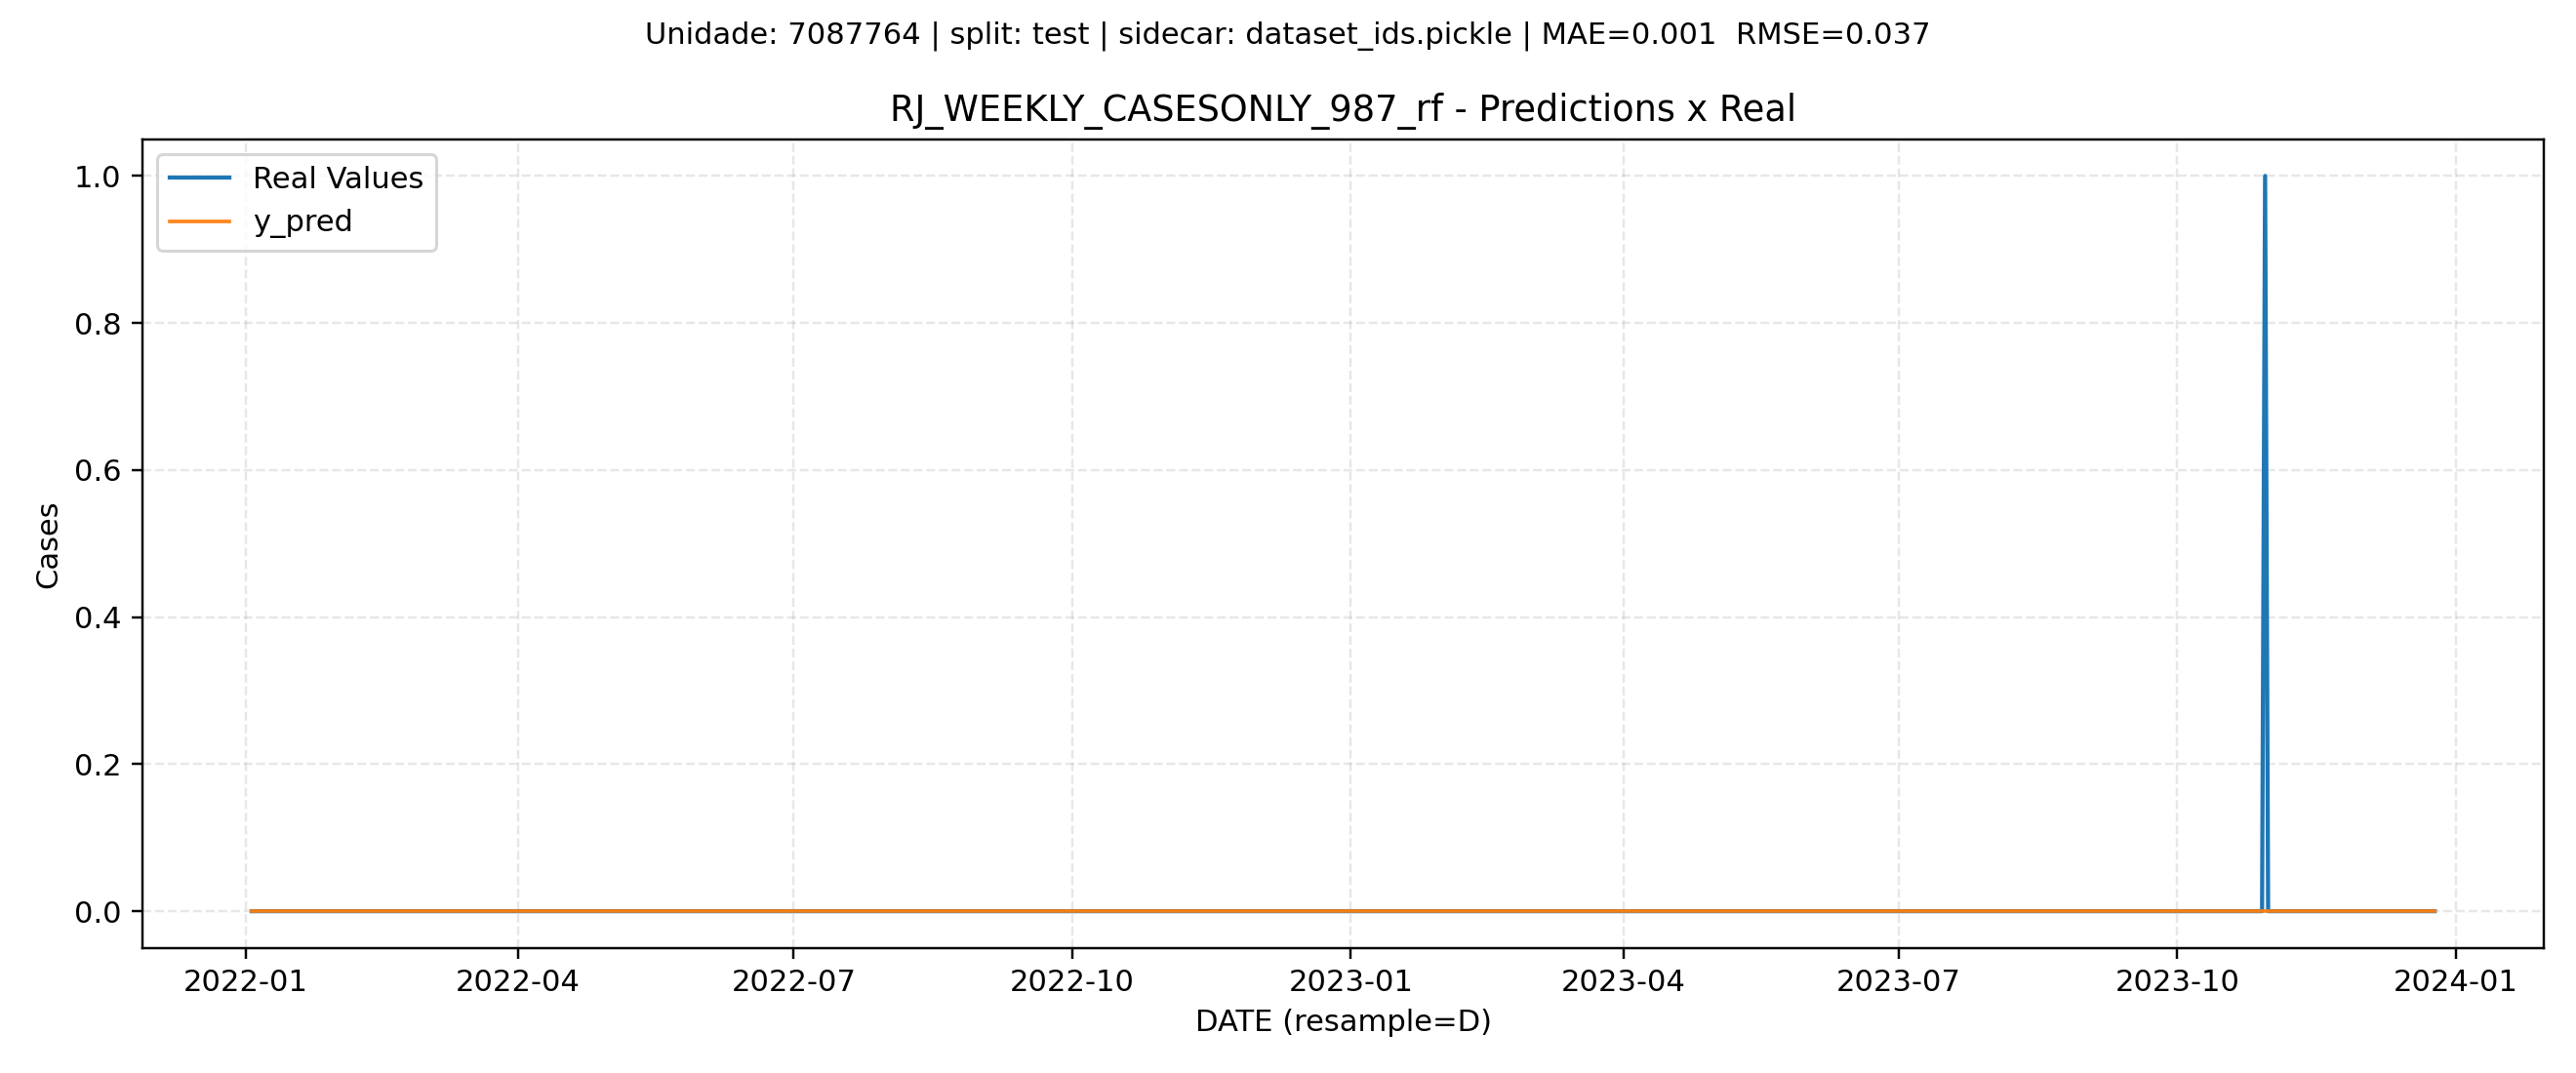 Unidade: 7087764 | split: test | sidecar: dataset_ids.pickle | MAE=0.001  RMSE=0.037
RJ_WEEKLY_CASESONLY_987_rf - Predictions x Real
Real Values
y_pred
1.0
0.8
0.6
0.4
0.2
0.0
Cases
2022-01
2022-04
2022-07
2022-10
2023-01
2023-04
2023-07
2023-10
2024-01
DATE (resample=D)